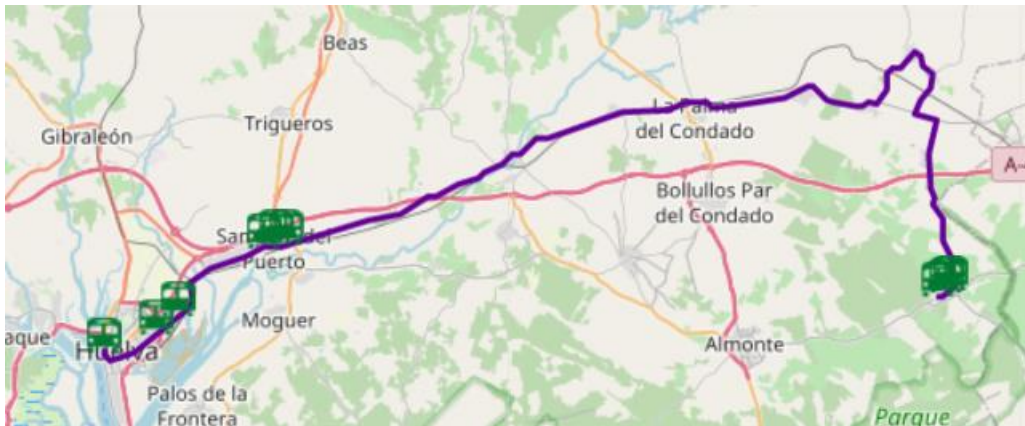 Beas
Gibraleón
Trigueros
La Palma
del Condado
A-
Bollullos Par
del Condado
Puerto
Moguer
Huelva
Almonte
Palos de la
Frontera
Parque